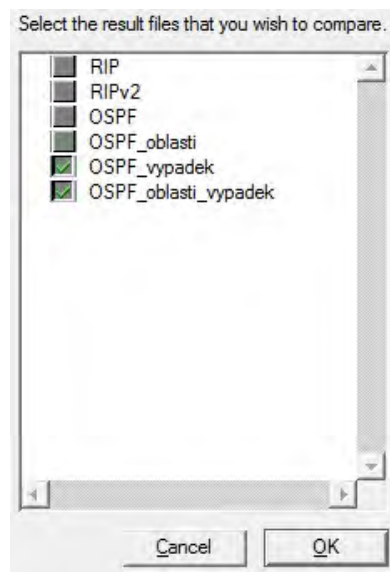 Select the result files that you wish to compare.
RIP
RIPv2
OSPF
OSPF_oblasti
OSPF_vypadek
OSPF_oblasti_vypadek
Cancel
OK